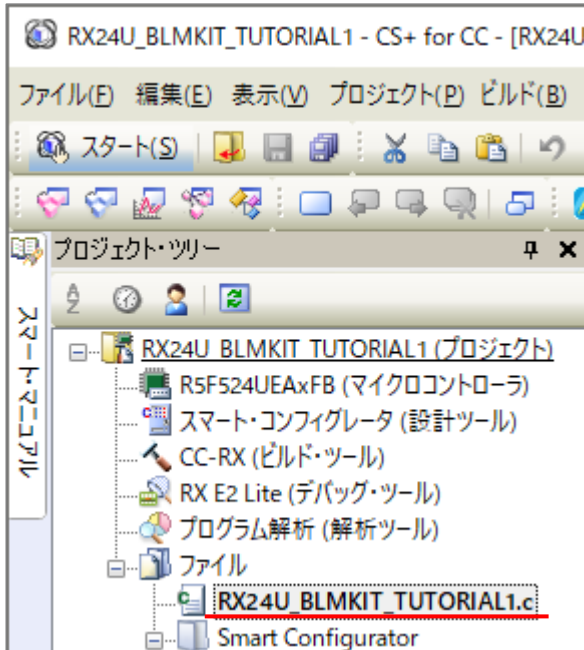 RX24U_BLMKIT_TUTORIAL1 - CS+ for CC - [RX24U
ファイル(F) 編集(E) 表示(V) プロジェクト(P) ビルド(B)
スタート(S)
プロジェクト・ツリー
スマート・マニュアル
RX24U_BLMKIT_TUTORIAL1 (プロジェクト)
R5F524UEAxFB (マイクロコントローラ)
スマート・コンフィグレータ (設計ツール)
CC-RX (ビルド・ツール)
RX E2 Lite (デバッグ・ツール)
プログラム解析 (解析ツール)
ファイル
RX24U_BLMKIT_TUTORIAL1.c
Smart Configurator